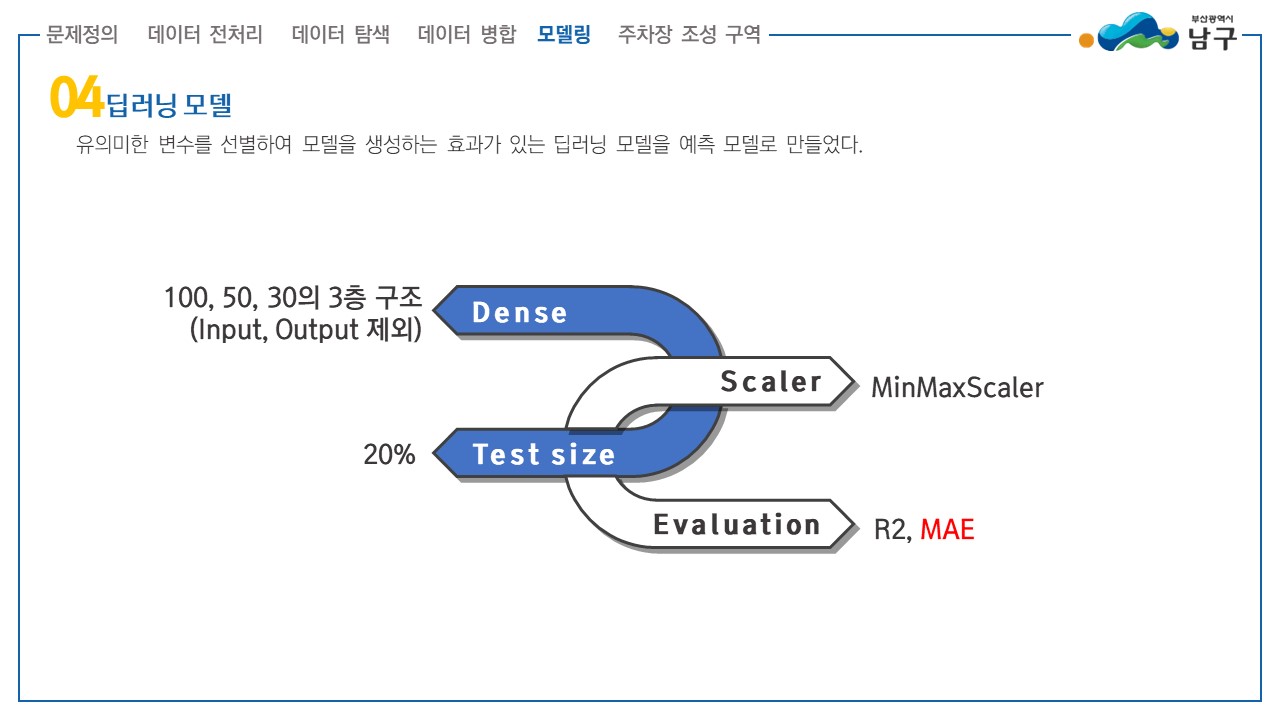 문제정의 데이터 전처리 데이터 탐색 데이터 병합 모델링 주차장 조성 구역
부산광역시
남구
04 딥러닝 모델
유의미한 변수를 선별하여 모델을 생성하는 효과가 있는 딥러닝 모델을 예측 모델로 만들었다.
100, 50, 30의 3층 구조
(Input, Output 제외)
Dense
Scaler
MinMaxScaler
20%
Test size
Evaluation
R2, MAE